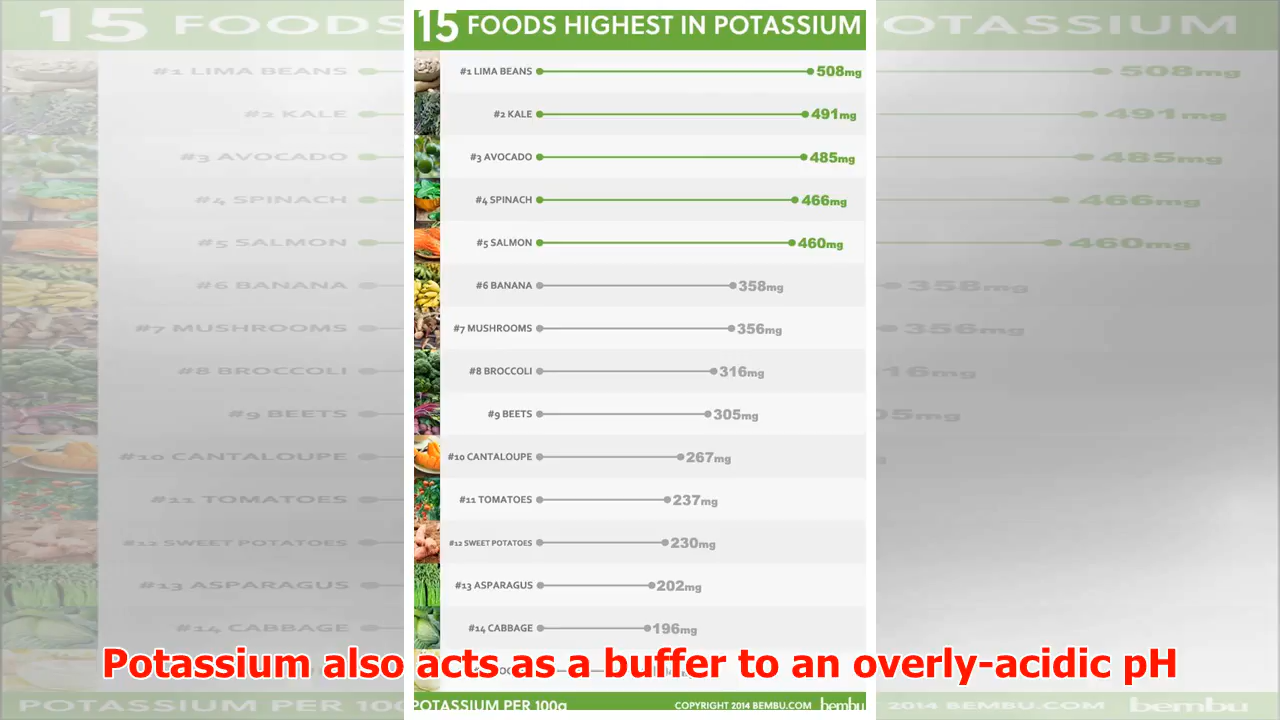 15 FOODS HIGHEST IN POTASSIUM
#1 LIMA BEANS 508mg
#2 KALE 491mg
#3 AVOCADO 485mg
#4 SPINACH 466mg
#5 SALMON 460mg
#6 BANANA 358mg
#7 MUSHROOMS 356mg
#8 BROCCOLI 316mg
#9 BEETS 305mg
#10 CANTALOUPE 267mg
#11 TOMATOES 237mg
#12 SWEET POTATOES 230mg
#13 ASPARAGUS 202mg
#14 CABBAGE 196mg
Potassium also acts as a buffer to an overly-acidic pH
POTASSIUM PER 100g COPYRIGHT 2014 BEMBU.COM bembu